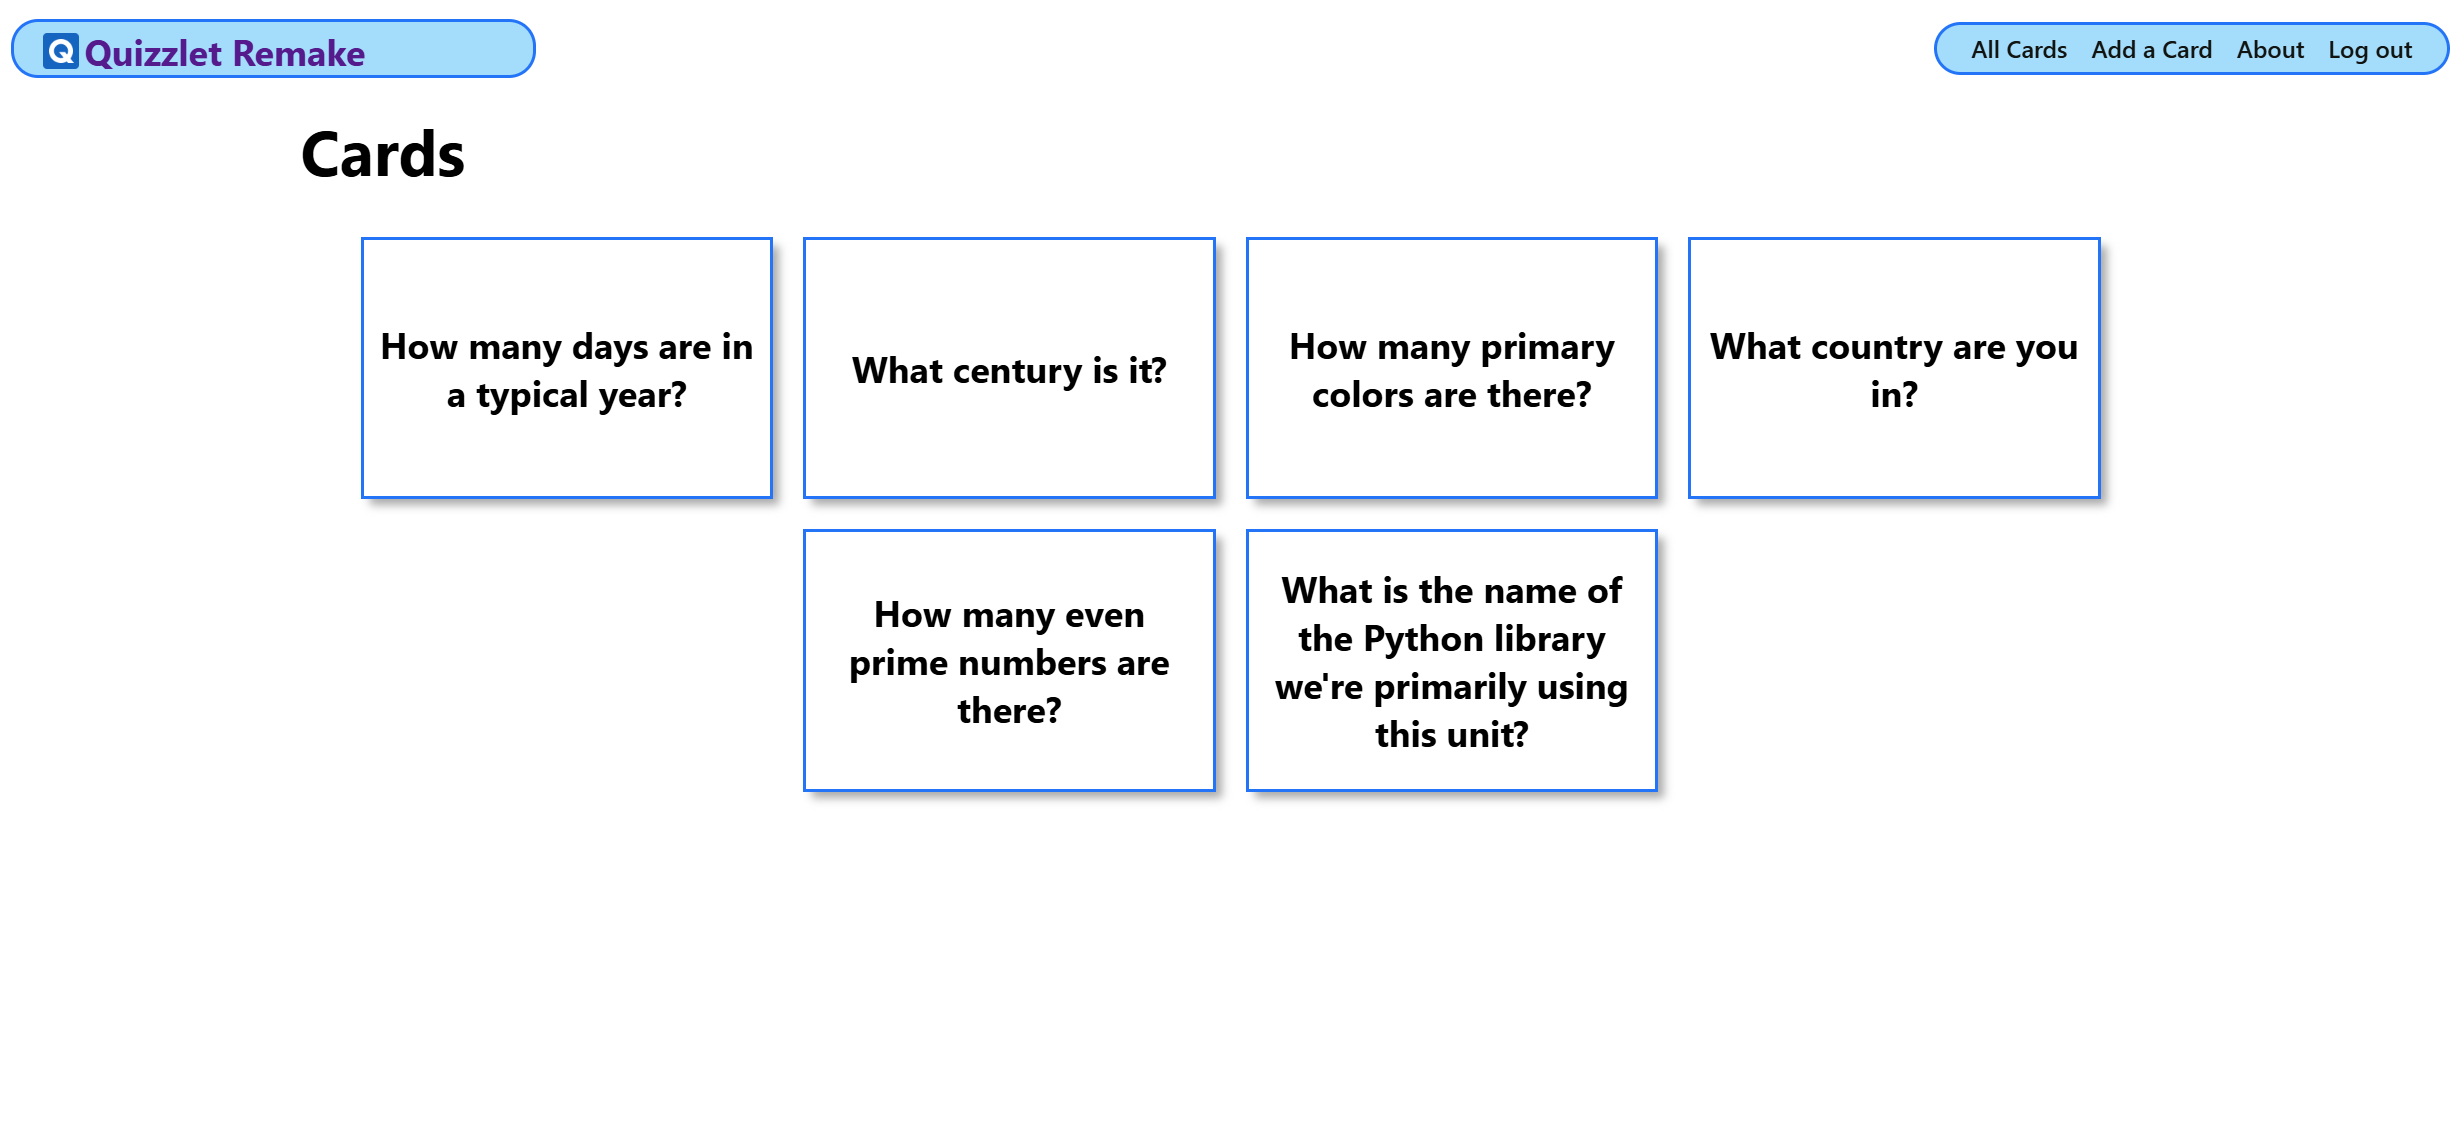 Quizzlet Remake
All Cards Add a Card About Log out
Cards
How many days are in
a typical year?
What century is it?
How many primary
colors are there?
What country are you
in?
How many even
prime numbers are
there?
What is the name of
the Python library
we're primarily using
this unit?